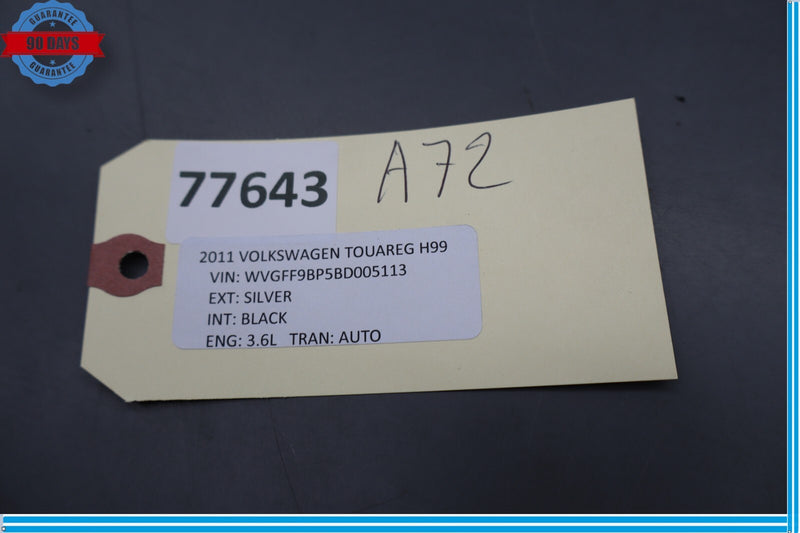 GUARANTEE
90 DAYS
GUARANTEE
77643
A72
2011 VOLKSWAGEN TOUAREG H99
VIN: WVGFF9BP5BD005113
EXT: SILVER
INT: BLACK
ENG: 3.6L TRAN: AUTO